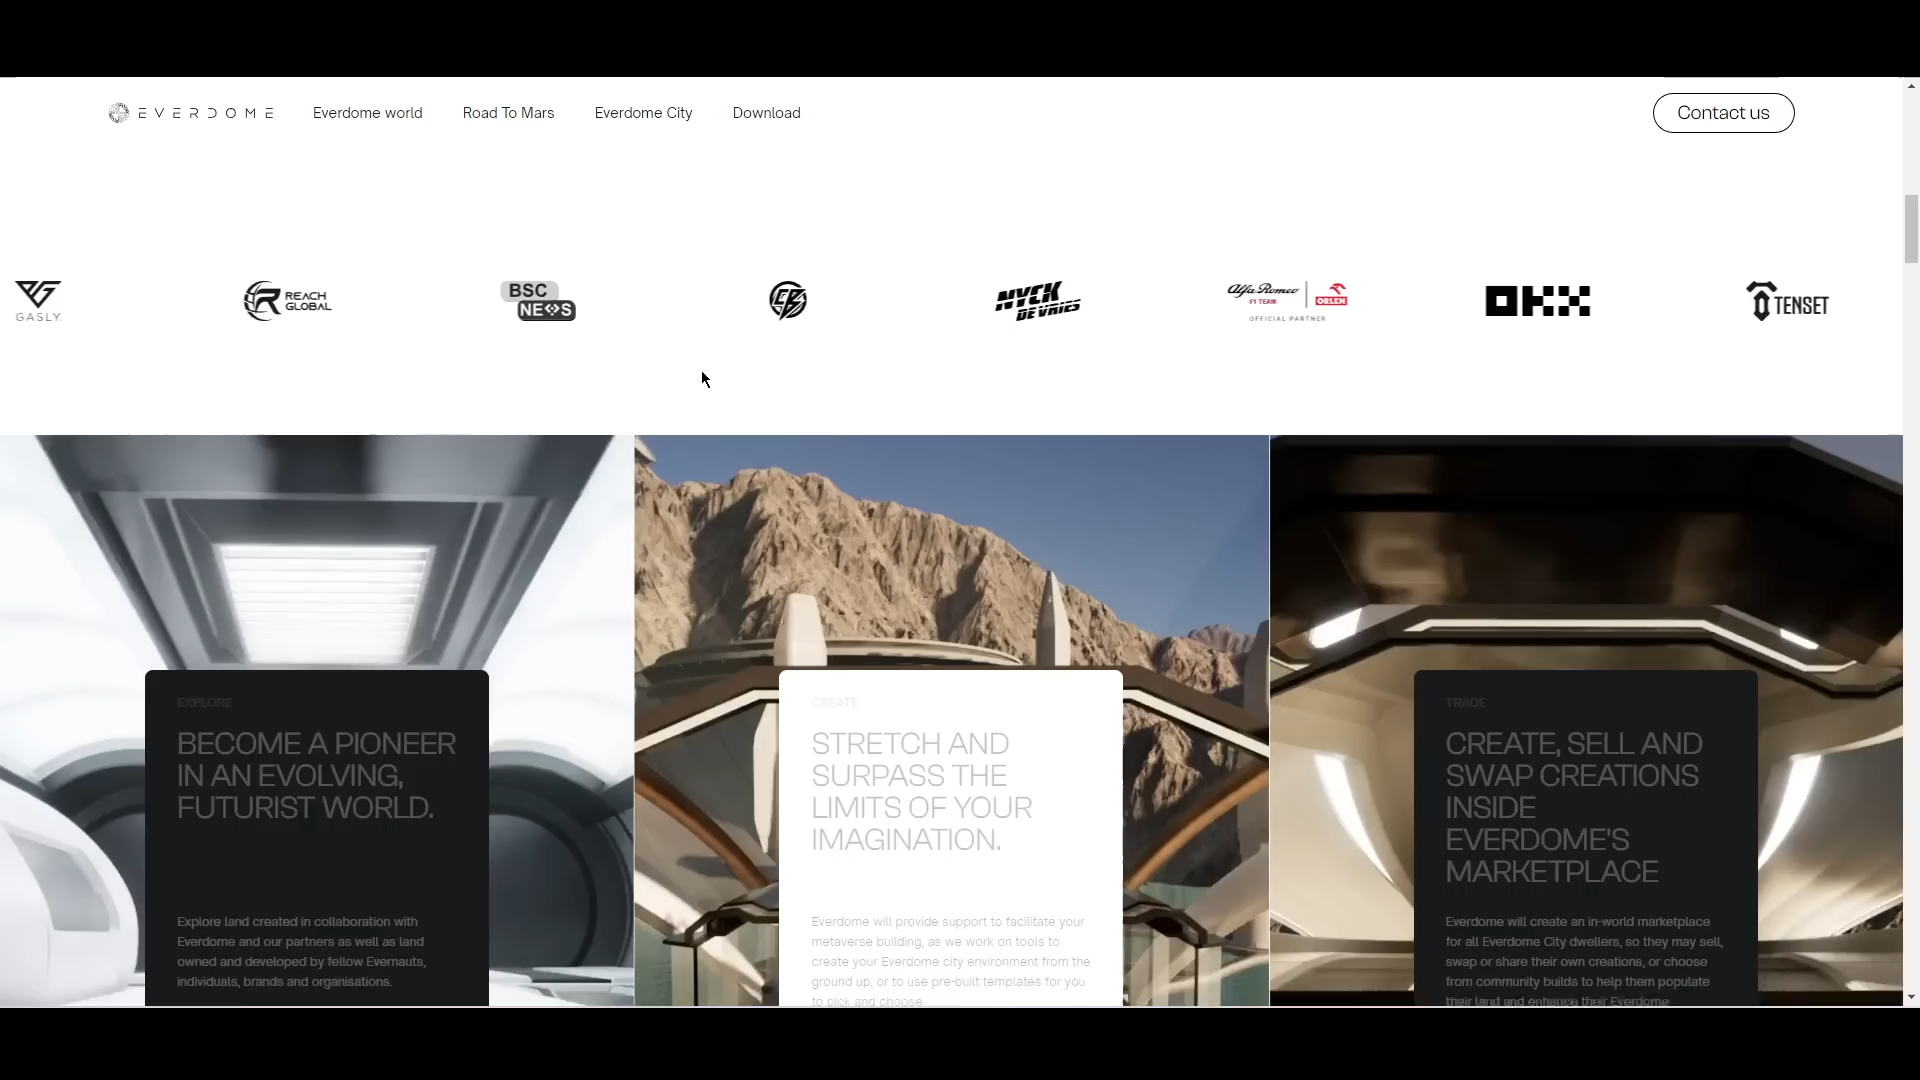 EVERDOME
Everdome world
Road To Mars
Everdome City
Download
Contact us
GASLY
REACH
GLOBAL
BSC
NEWS
NYCK
DE VRIES
Alfa Romeo
F1 TEAM
ORLEN
OFFICIAL PARTNER
OKX
TENSET
EXPLORE
BECOME A PIONEER
IN AN EVOLVING,
FUTURIST WORLD.
Explore land created in collaboration with
Everdome and our partners as well as land
owned and developed by fellow Evernauts,
individuals, brands and organisations.
CREATE
STRETCH AND
SURPASS THE
LIMITS OF YOUR
IMAGINATION.
Everdome will provide support to facilitate your
metaverse building, as we work on tools to
create your Everdome city environment from the
ground up, or to use pre-built templates for you
to pick and choose
TRADE
CREATE, SELL AND
SWAP CREATIONS
INSIDE
EVERDOME'S
MARKETPLACE
Everdome will create an in-world marketplace
for all Everdome City dwellers, so they may sell,
swap or share their own creations, or choose
from community builds to help them populate
their land and enhance their Everdome